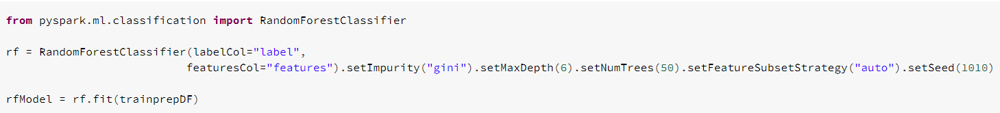 from pyspark.ml.classification import RandomForestClassifier
rf = RandomForestClassifier(labelCol="label",
featuresCol="features").setImpurity("gini").setMaxDepth(6).setNumTrees(50).setFeatureSubsetStrategy("auto").setSeed(1010)
rfModel = rf.fit(trainprepDF)